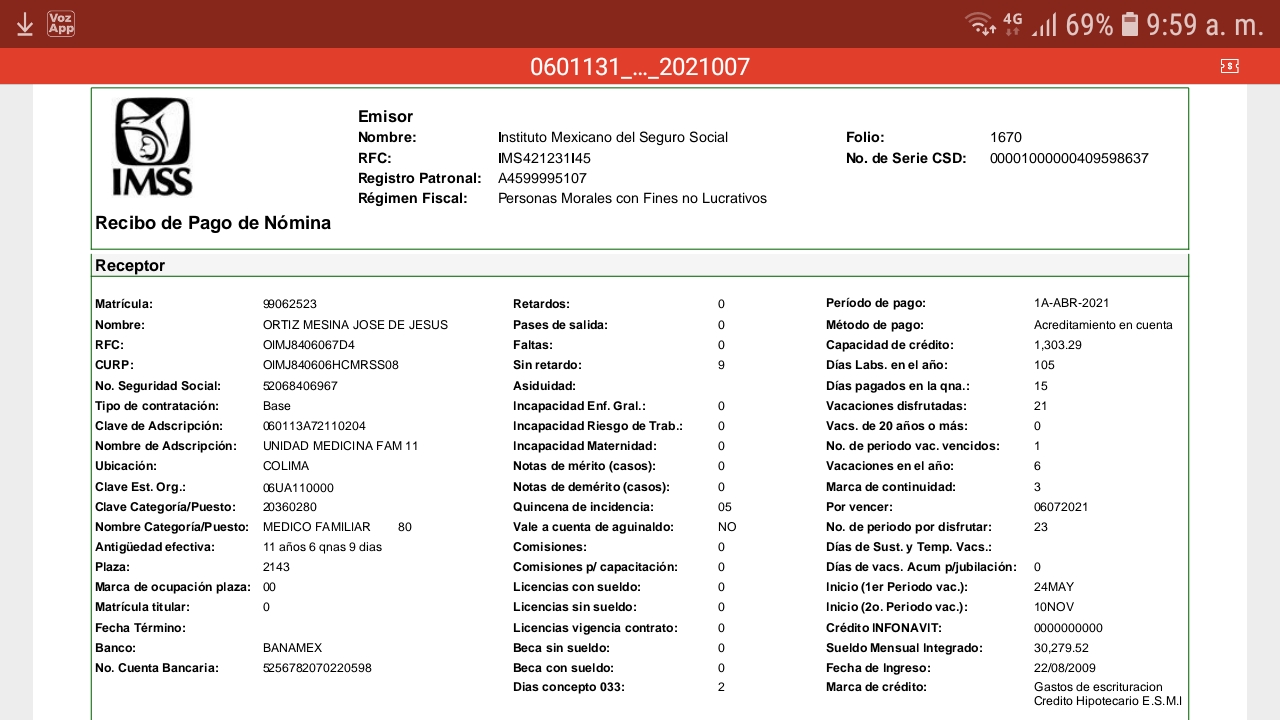 Voz App 4G 69% 9:59 a. m.
0601131_..._2021007
IMSS
Emisor
Nombre: Instituto Mexicano del Seguro Social Folio: 1670
RFC: IMS421231I45 No. de Serie CSD: 00001000000409598637
Registro Patronal: A4599995107
Régimen Fiscal: Personas Morales con Fines no Lucrativos
Recibo de Pago de Nómina
Receptor
Matrícula: 99062523 Retardos: 0 Período de pago: 1A-ABR-2021
Nombre: ORTIZ MESINA JOSE DE JESUS Pases de salida: 0 Método de pago: Acreditamiento en cuenta
RFC: OIMJ8406067D4 Faltas: 0 Capacidad de crédito: 1,303.29
CURP: OIMJ840606HCMRSS08 Sin retardo: 9 Días Labs. en el año: 105
No. Seguridad Social: 52068406967 Asiduidad: Días pagados en la qna.: 15
Tipo de contratación: Base Incapacidad Enf. Gral.: 0 Vacaciones disfrutadas: 21
Clave de Adscripción: 060113A72110204 Incapacidad Riesgo de Trab.: 0 Vacs. de 20 años o más: 0
Nombre de Adscripción: UNIDAD MEDICINA FAM 11 Incapacidad Maternidad: 0 No. de periodo vac. vencidos: 1
Ubicación: COLIMA Notas de mérito (casos): 0 Vacaciones en el año: 6
Clave Est. Org.: 06UA110000 Notas de demérito (casos): 0 Marca de continuidad: 3
Clave Categoría/Puesto: 20360280 Quincena de incidencia: 05 Por vencer: 06072021
Nombre Categoría/Puesto: MEDICO FAMILIAR 80 Vale a cuenta de aguinaldo: NO No. de periodo por disfrutar: 23
Antigüedad efectiva: 11 años 6 qnas 9 dias Comisiones: 0 Días de Sust. y Temp. Vacs.:
Plaza: 2143 Comisiones p/ capacitación: 0 Días de vacs. Acum p/jubilación: 0
Marca de ocupación plaza: 00 Licencias con sueldo: 0 Inicio (1er Periodo vac.): 24MAY
Matrícula titular: 0 Licencias sin sueldo: 0 Inicio (2o. Periodo vac.): 10NOV
Fecha Término: Licencias vigencia contrato: 0 Crédito INFONAVIT: 0000000000
Banco: BANAMEX Beca sin sueldo: 0 Sueldo Mensual Integrado: 30,279.52
No. Cuenta Bancaria: 5256782070220598 Beca con sueldo: 0 Fecha de Ingreso: 22/08/2009
Dias concepto 033: 2 Marca de crédito: Gastos de escrituracion
Credito Hipotecario E.S.M.I